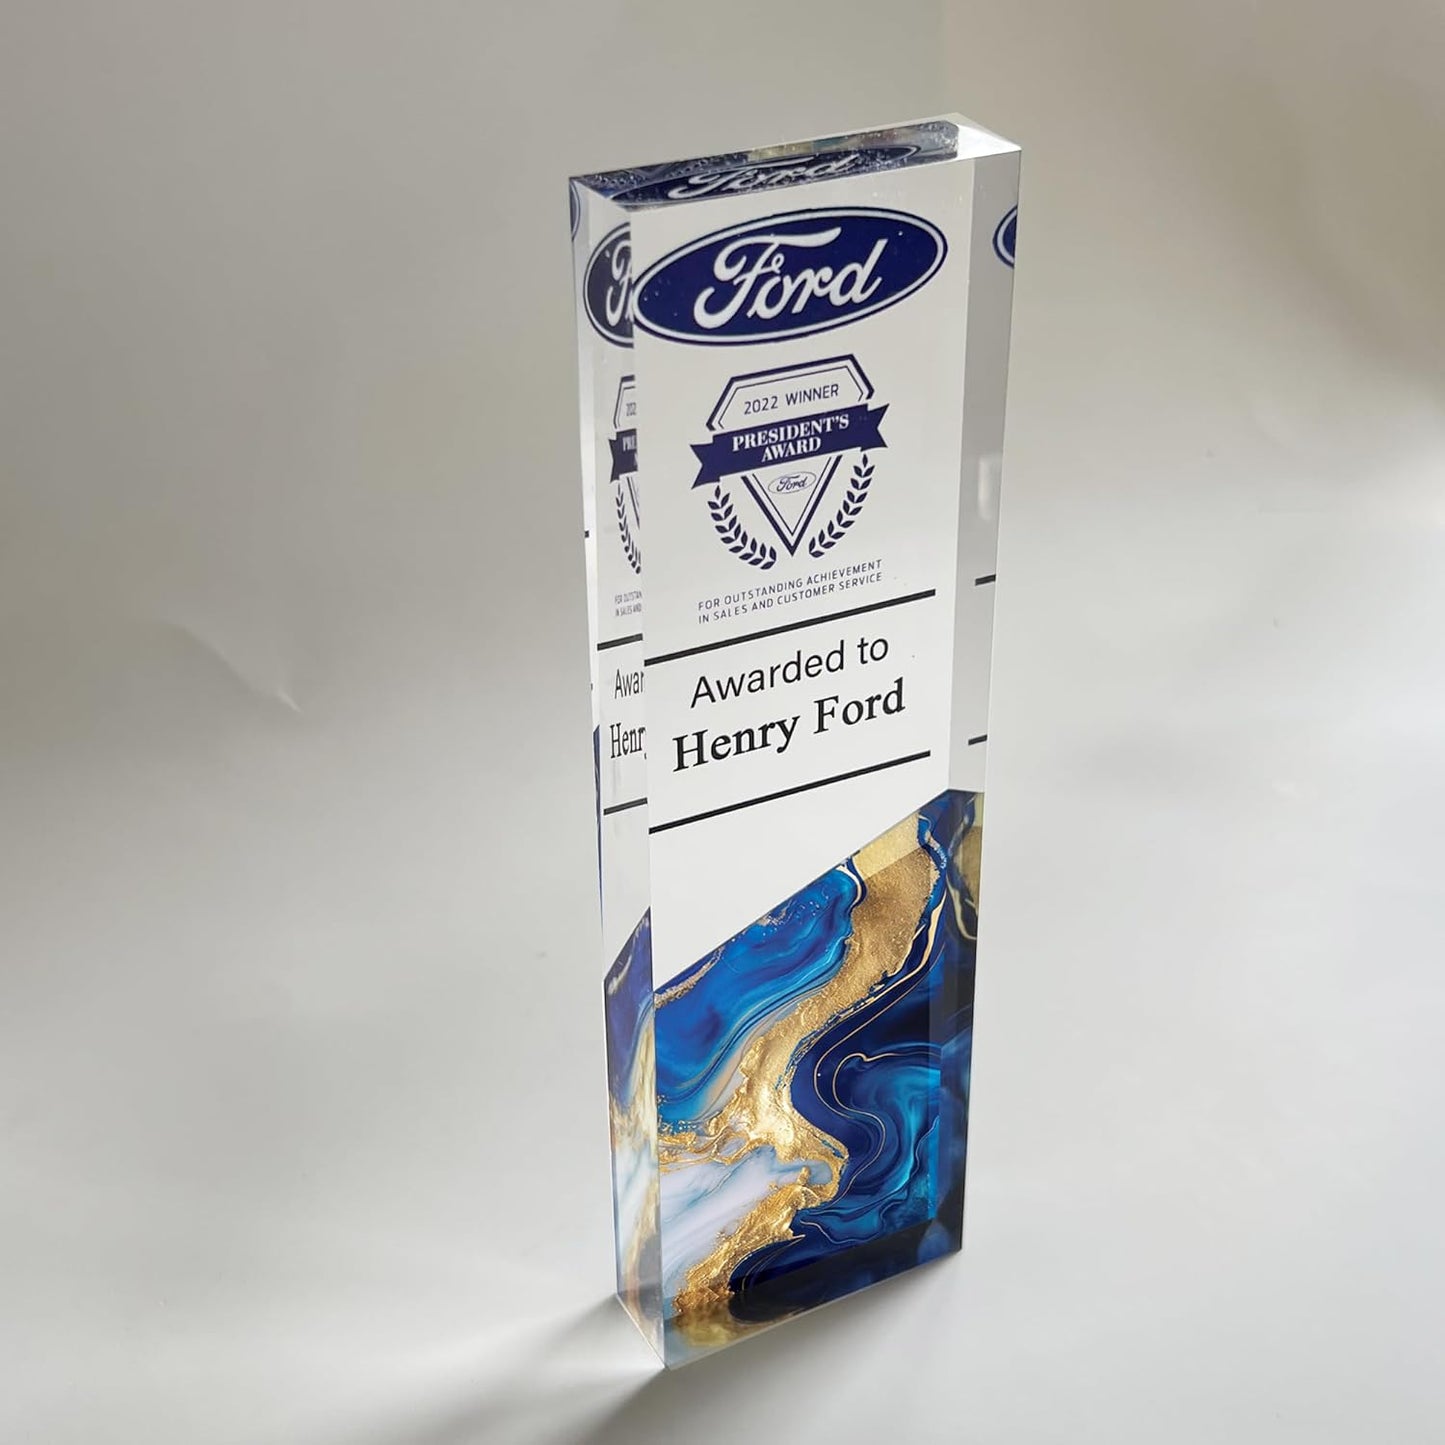 Ford
2022 WINNER
PRESIDENT'S
AWARD
Ford
FOR OUTSTANDING ACHIEVEMENT
IN SALES AND CUSTOMER SERVICE
Awarded to
Henry Ford